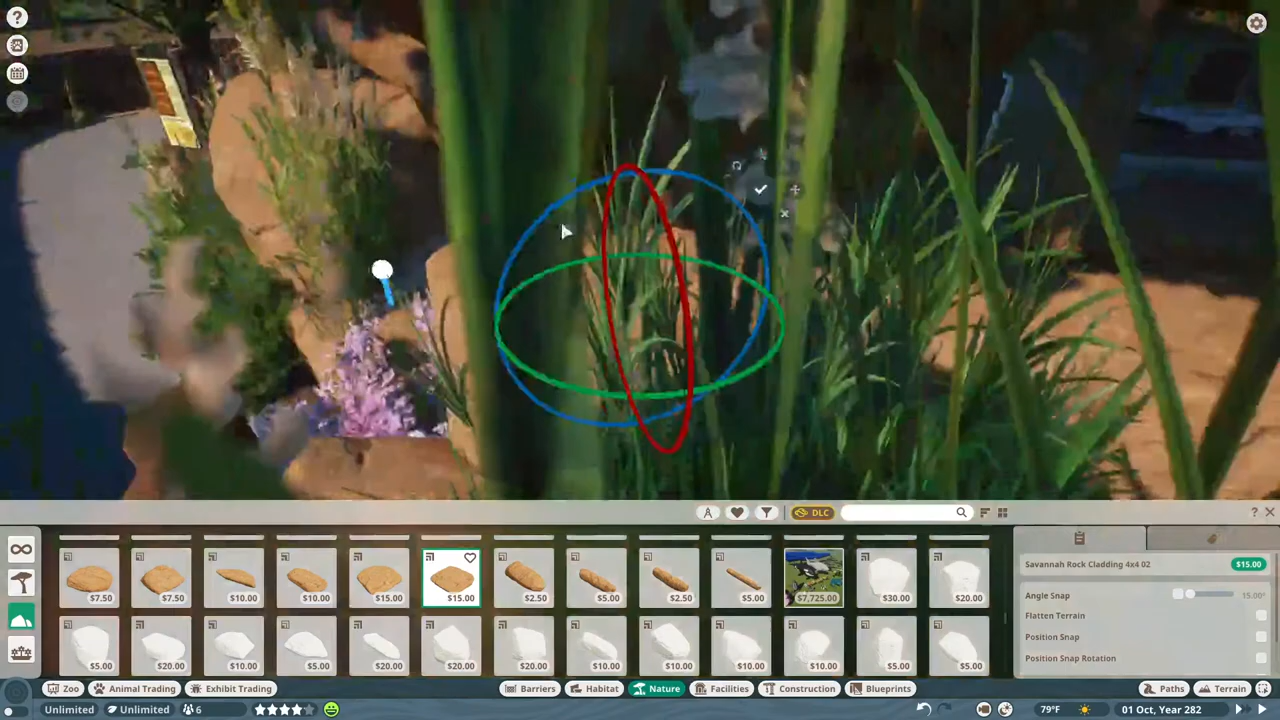 ?
DLC
?
$7.50 $7.50 $10.00 $10.00 $15.00 $15.00 $2.50 $5.00 $2.50 $5.00 $7,725.00 $30.00 $20.00
Savannah Rock Cladding 4x4 02 $15.00
Angle Snap 15.00°
Flatten Terrain
Position Snap
Position Snap Rotation
$5.00 $20.00 $10.00 $5.00 $20.00 $20.00 $20.00 $10.00 $10.00 $5.00 $10.00 $5.00 $5.00
Zoo Animal Trading Exhibit Trading Barriers Habitat Nature Facilities Construction Blueprints Paths Terrain
Unlimited Unlimited 6 79°F 01 Oct, Year 282